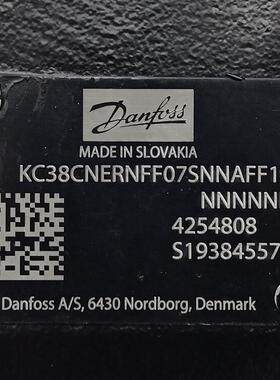 Danfoss
MADE IN SLOVAKIA
KC38CNERNFF07SNNAFF1
NNNNN
4254808
S19384557
Danfoss A/S, 6430 Nordborg, Denmark